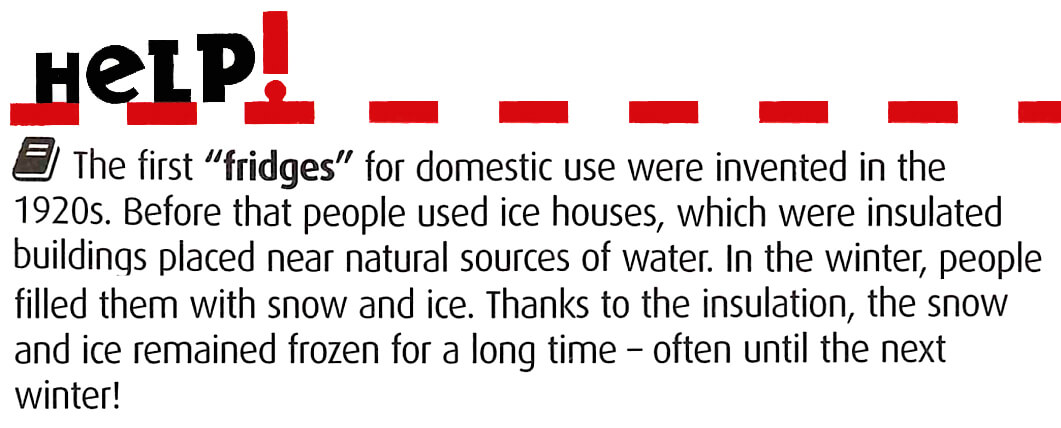 HeLP!
The first “fridges” for domestic use were invented in the
1920s. Before that people used ice houses, which were insulated
buildings placed near natural sources of water. In the winter, people
filled them with snow and ice. Thanks to the insulation, the snow
and ice remained frozen for a long time – often until the next
winter!